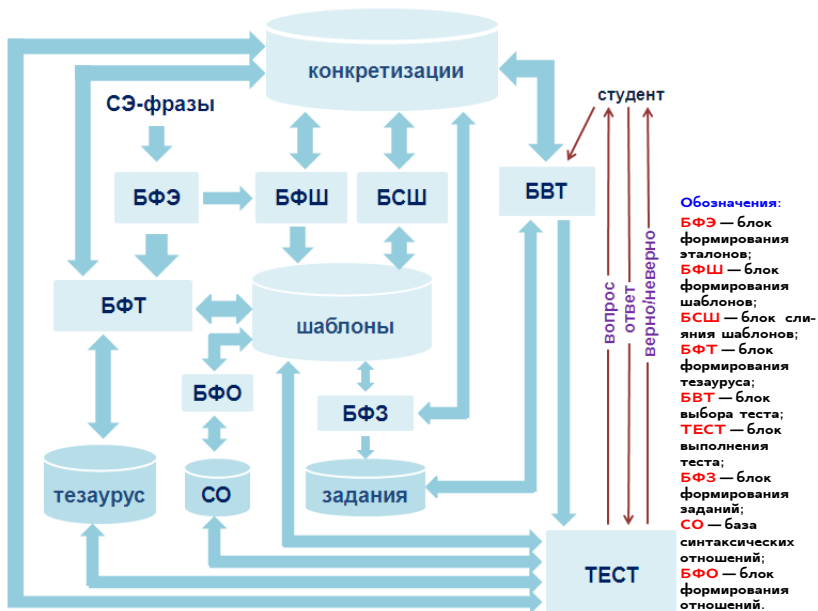 конкретизации
студент
СЭ-фразы
БФЭ
БФШ
БСШ
БВТ
Обозначения:
БФЭ — блок
формирования
эталонов;
БФШ — блок
формирования
шаблонов;
БСШ — блок сли-
яния шаблонов;
БФТ — блок
формирования
тезауруса;
БВТ — блок
выбора теста;
ТЕСТ — блок
выполнения
теста;
БФЗ — блок
формирования
заданий;
СО — база
синтаксических
отношений;
БФО — блок
формирования
отношений.
вопрос
ответ
верно/неверно
БФТ
шаблоны
БФО
БФЗ
тезаурус
СО
задания
ТЕСТ